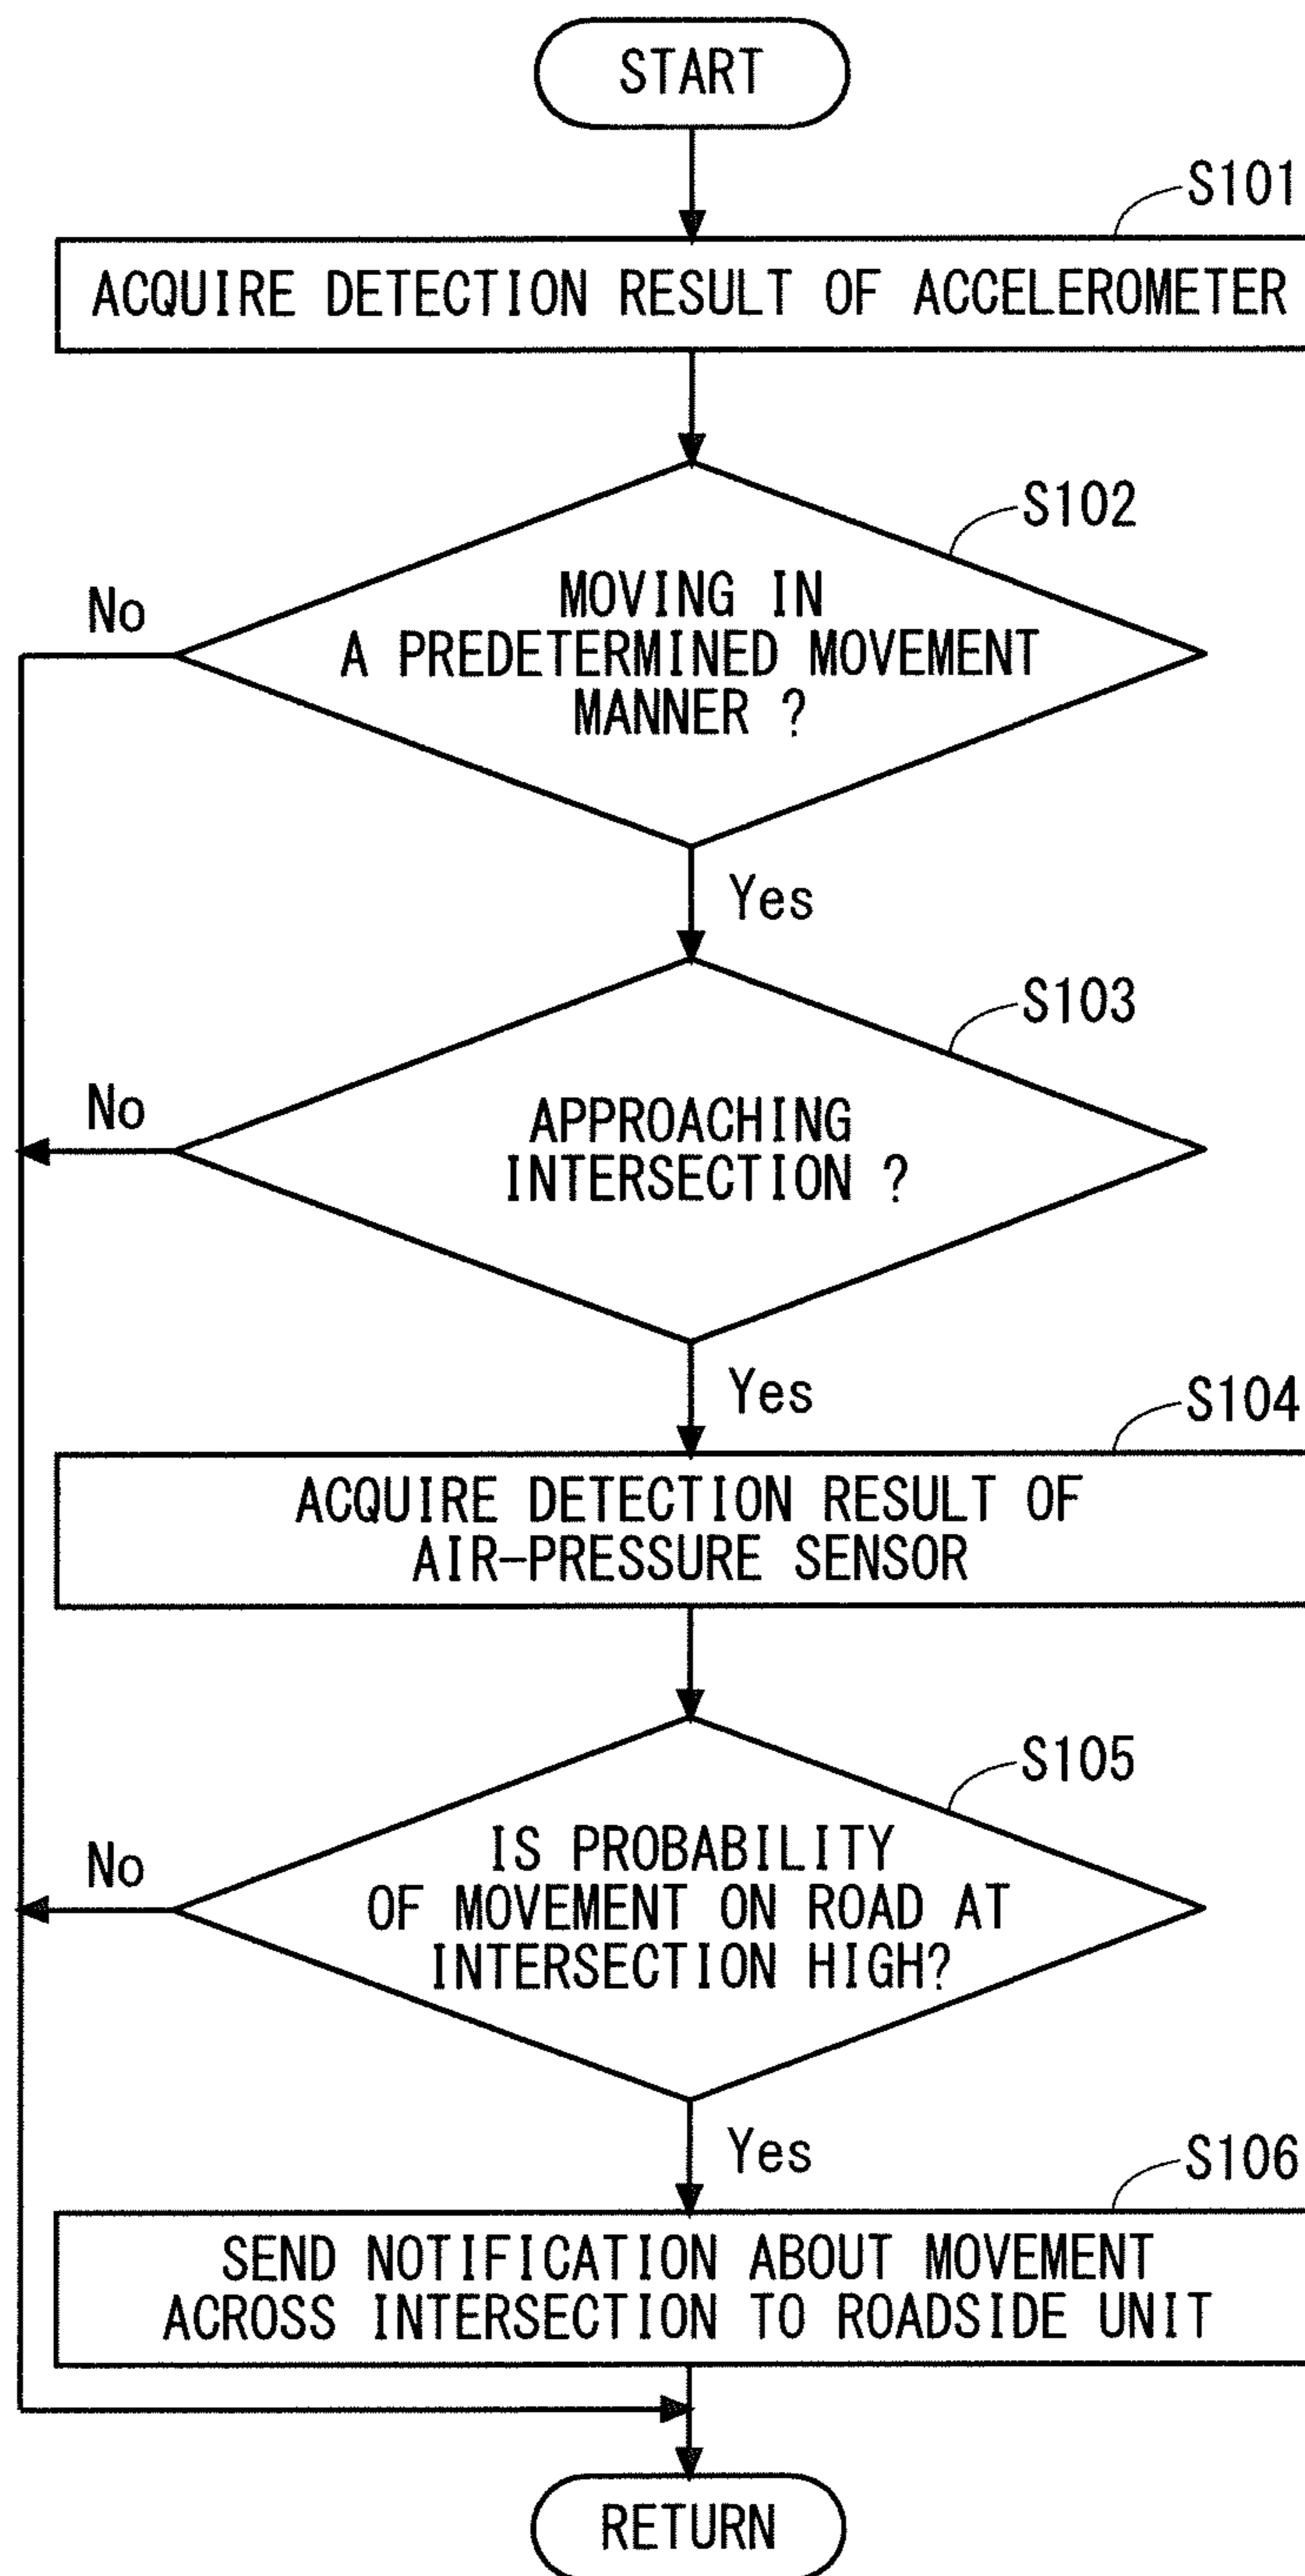 START
S101
ACQUIRE DETECTION RESULT OF ACCELEROMETER
S102
No
MOVING IN
A PREDETERMINED MOVEMENT
MANNER ?
Yes
S103
No
APPROACHING
INTERSECTION ?
Yes
S104
ACQUIRE DETECTION RESULT OF
AIR-PRESSURE SENSOR
S105
No
IS PROBABILITY
OF MOVEMENT ON ROAD AT
INTERSECTION HIGH?
Yes
S106
SEND NOTIFICATION ABOUT MOVEMENT
ACROSS INTERSECTION TO ROADSIDE UNIT
RETURN